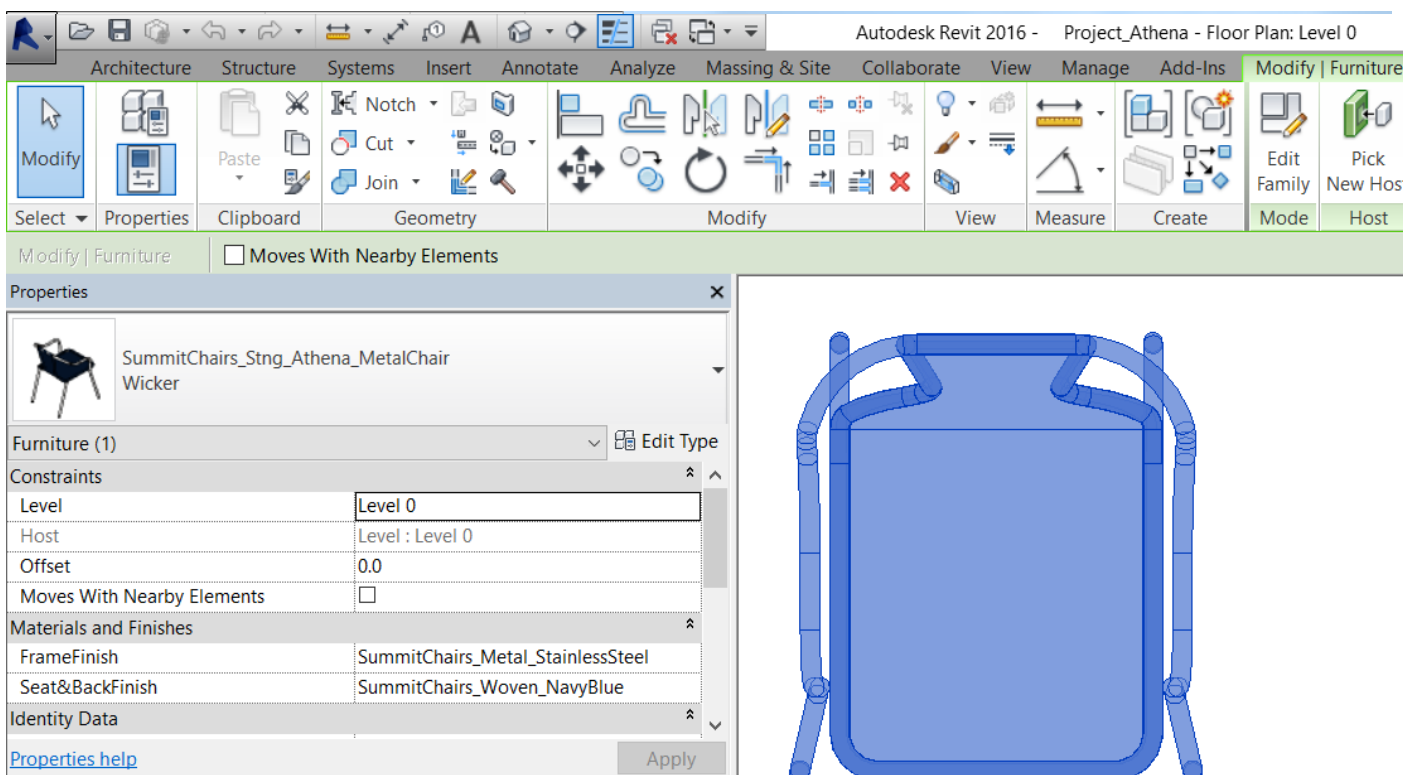 Autodesk Revit 2016 - Project_Athena - Floor Plan: Level 0
Architecture Structure Systems Insert Annotate Analyze Massing & Site Collaborate View Manage Add-Ins Modify | Furniture
Modify Paste Notch Cut Join Edit Family Pick New Host
Select Properties Clipboard Geometry Modify View Measure Create Mode Host
Modify | Furniture Moves With Nearby Elements
Properties
SummitChairs_Stng_Athena_MetalChair
Wicker
Furniture (1) Edit Type
Constraints
Level Level 0
Host Level : Level 0
Offset 0.0
Moves With Nearby Elements
Materials and Finishes
FrameFinish SummitChairs_Metal_StainlessSteel
Seat&BackFinish SummitChairs_Woven_NavyBlue
Identity Data
Properties help Apply